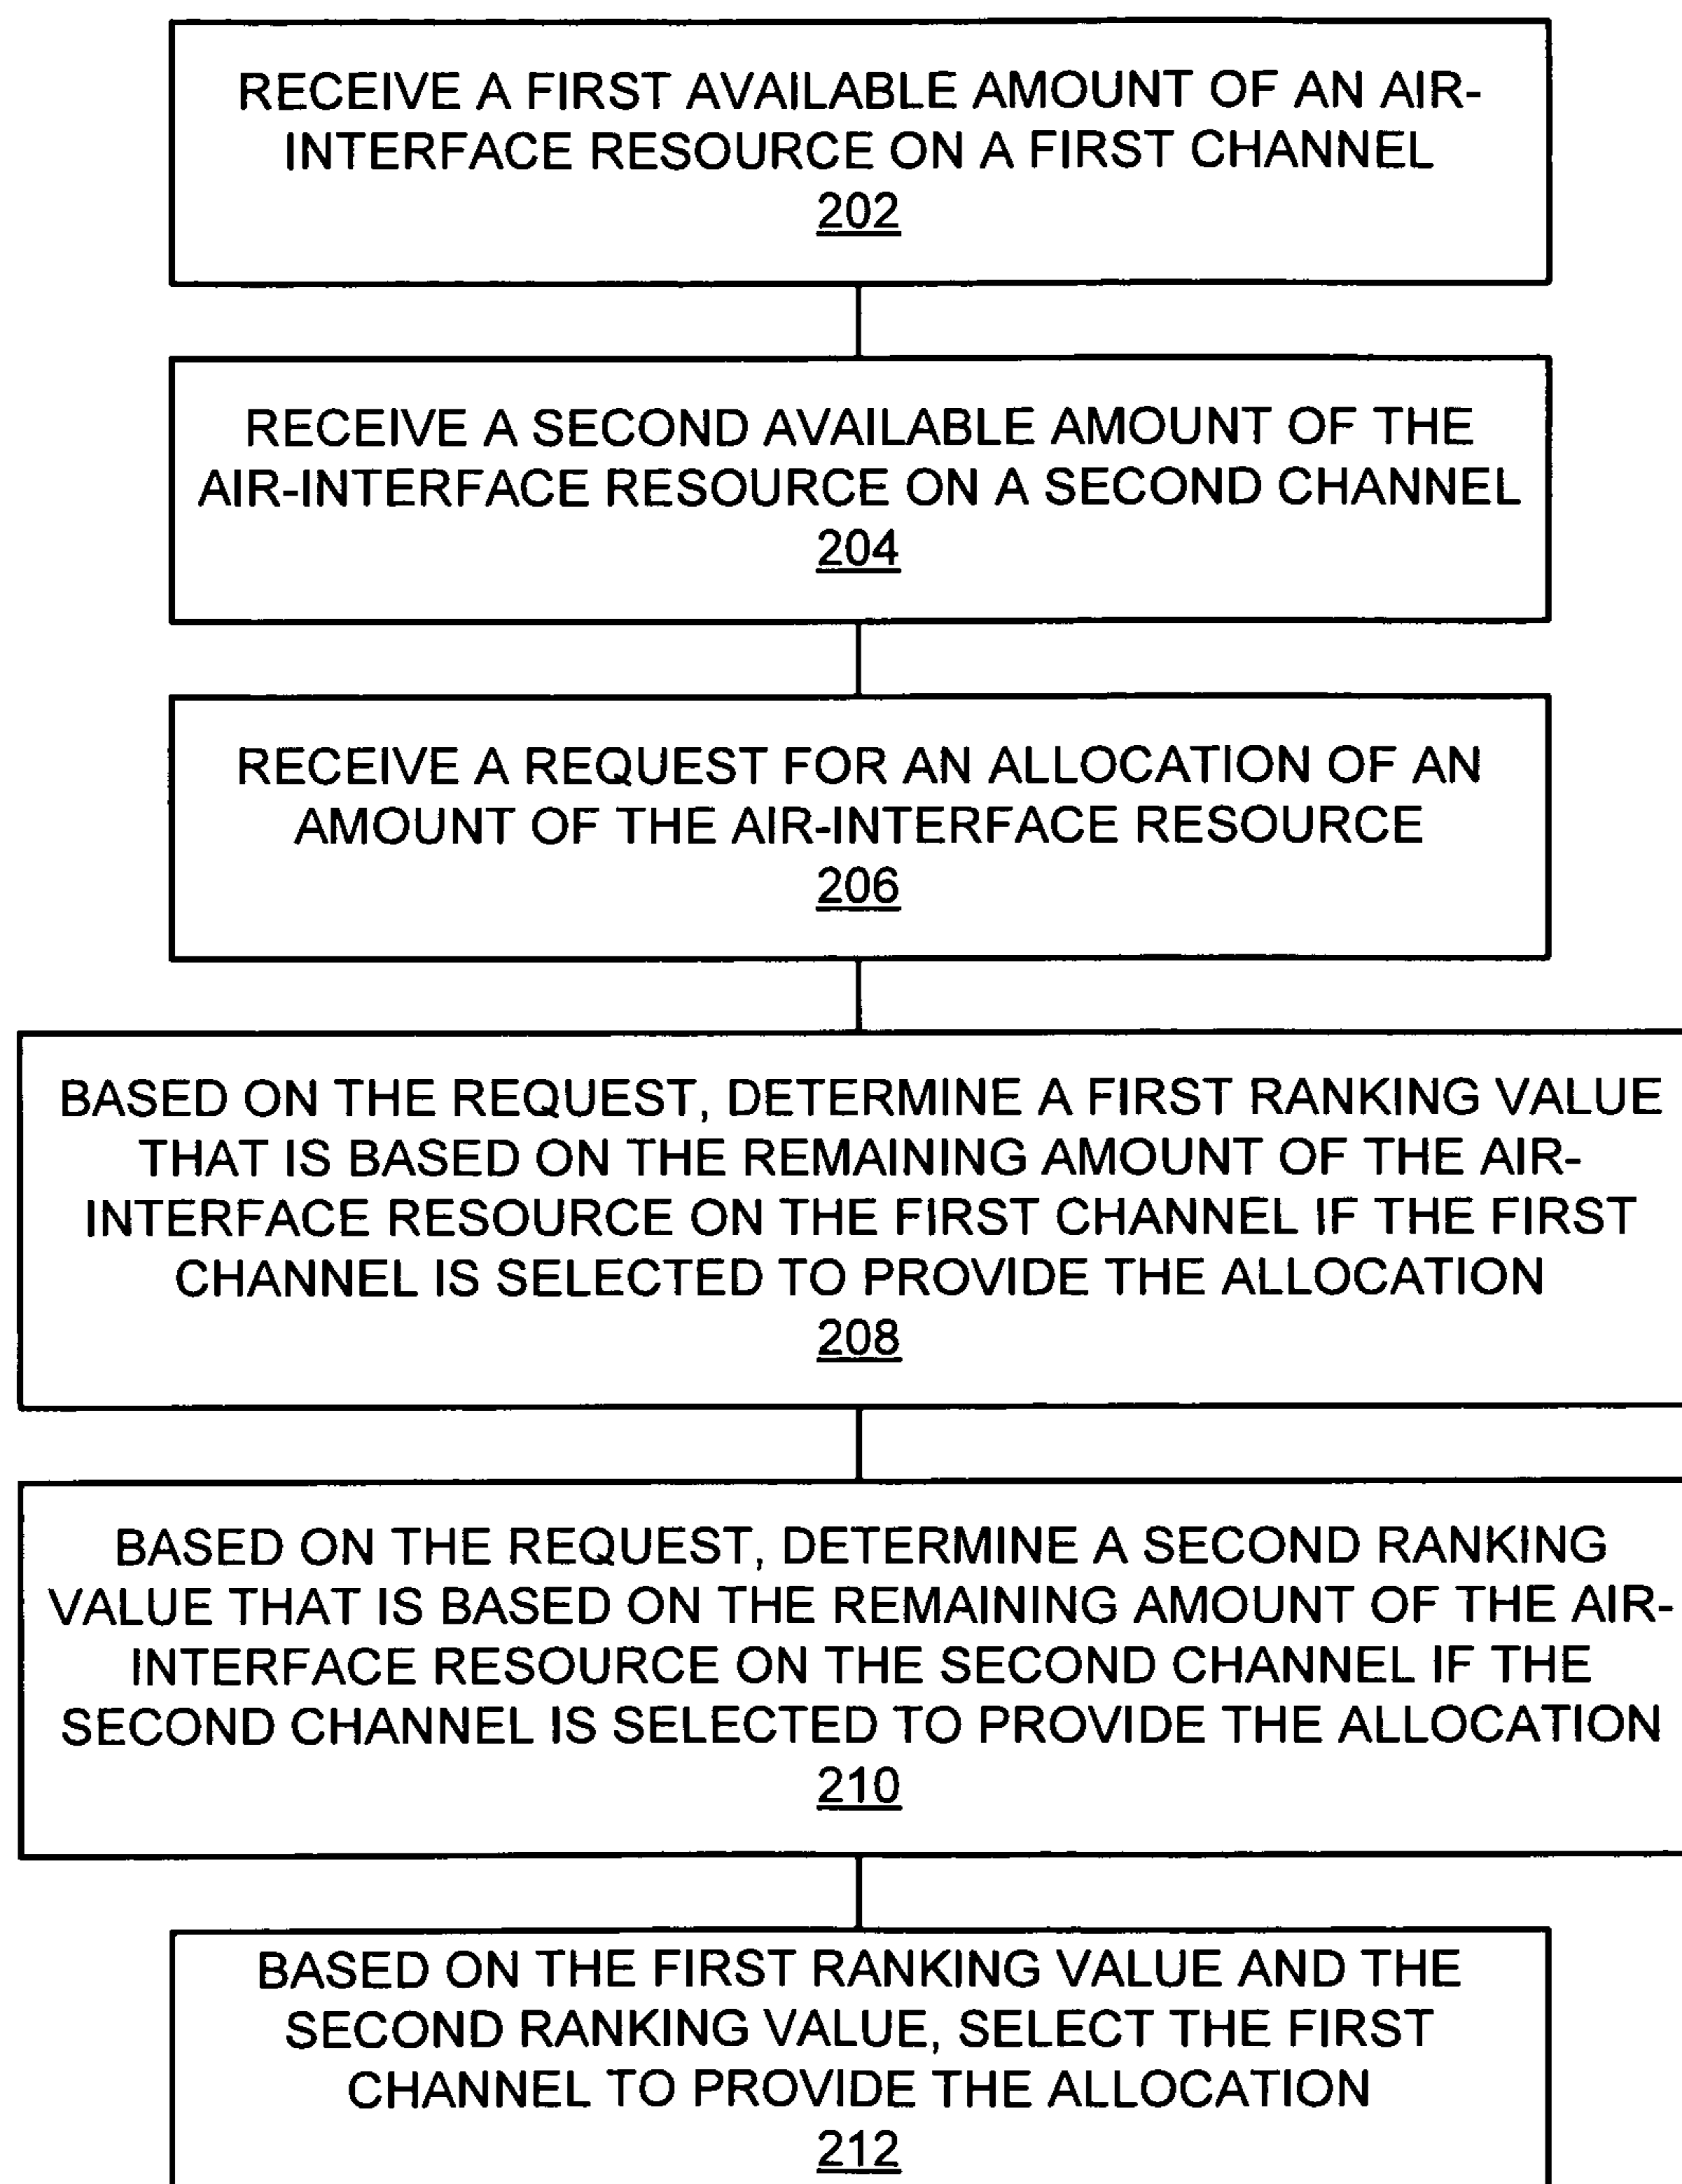 RECEIVE A FIRST AVAILABLE AMOUNT OF AN AIR-
INTERFACE RESOURCE ON A FIRST CHANNEL
202
RECEIVE A SECOND AVAILABLE AMOUNT OF THE
AIR-INTERFACE RESOURCE ON A SECOND CHANNEL
204
RECEIVE A REQUEST FOR AN ALLOCATION OF AN
AMOUNT OF THE AIR-INTERFACE RESOURCE
206
BASED ON THE REQUEST, DETERMINE A FIRST RANKING VALUE
THAT IS BASED ON THE REMAINING AMOUNT OF THE AIR-
INTERFACE RESOURCE ON THE FIRST CHANNEL IF THE FIRST
CHANNEL IS SELECTED TO PROVIDE THE ALLOCATION
208
BASED ON THE REQUEST, DETERMINE A SECOND RANKING
VALUE THAT IS BASED ON THE REMAINING AMOUNT OF THE AIR-
INTERFACE RESOURCE ON THE SECOND CHANNEL IF THE
SECOND CHANNEL IS SELECTED TO PROVIDE THE ALLOCATION
210
BASED ON THE FIRST RANKING VALUE AND THE
SECOND RANKING VALUE, SELECT THE FIRST
CHANNEL TO PROVIDE THE ALLOCATION
212